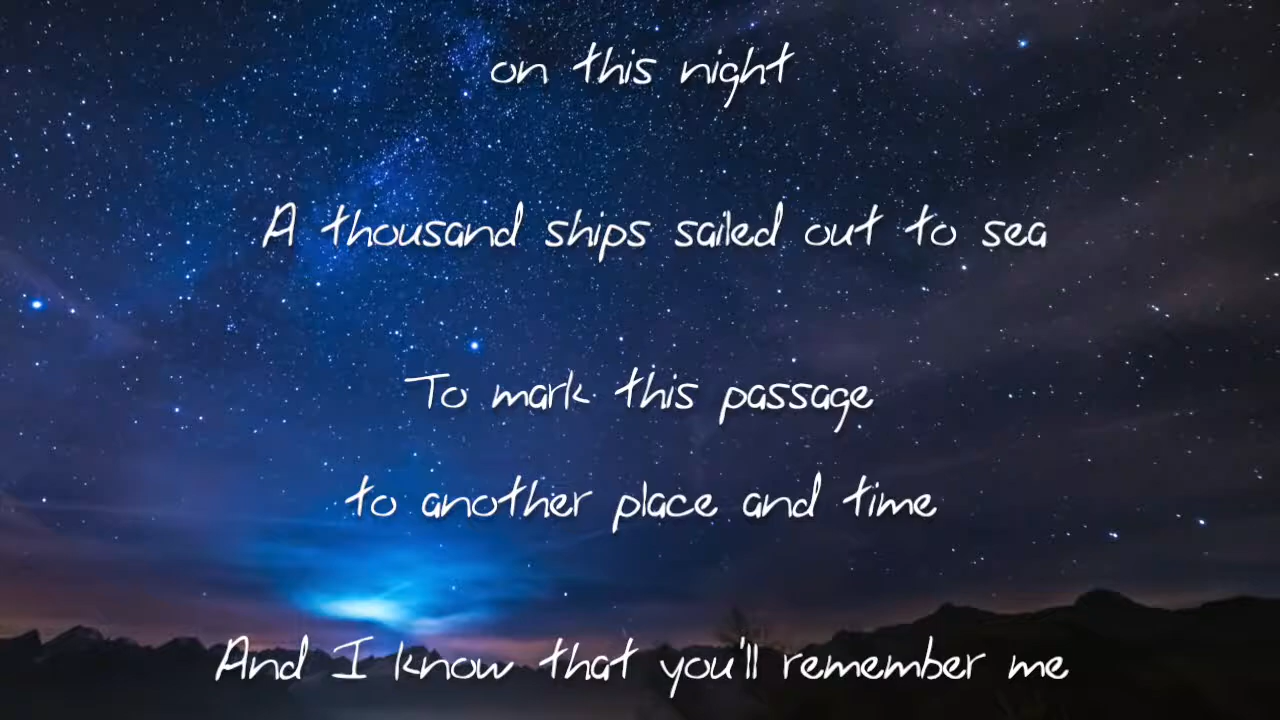 on this night
A thousand ships sailed out to sea
To mark this passage
to another place and time
And I know that you'll remember me